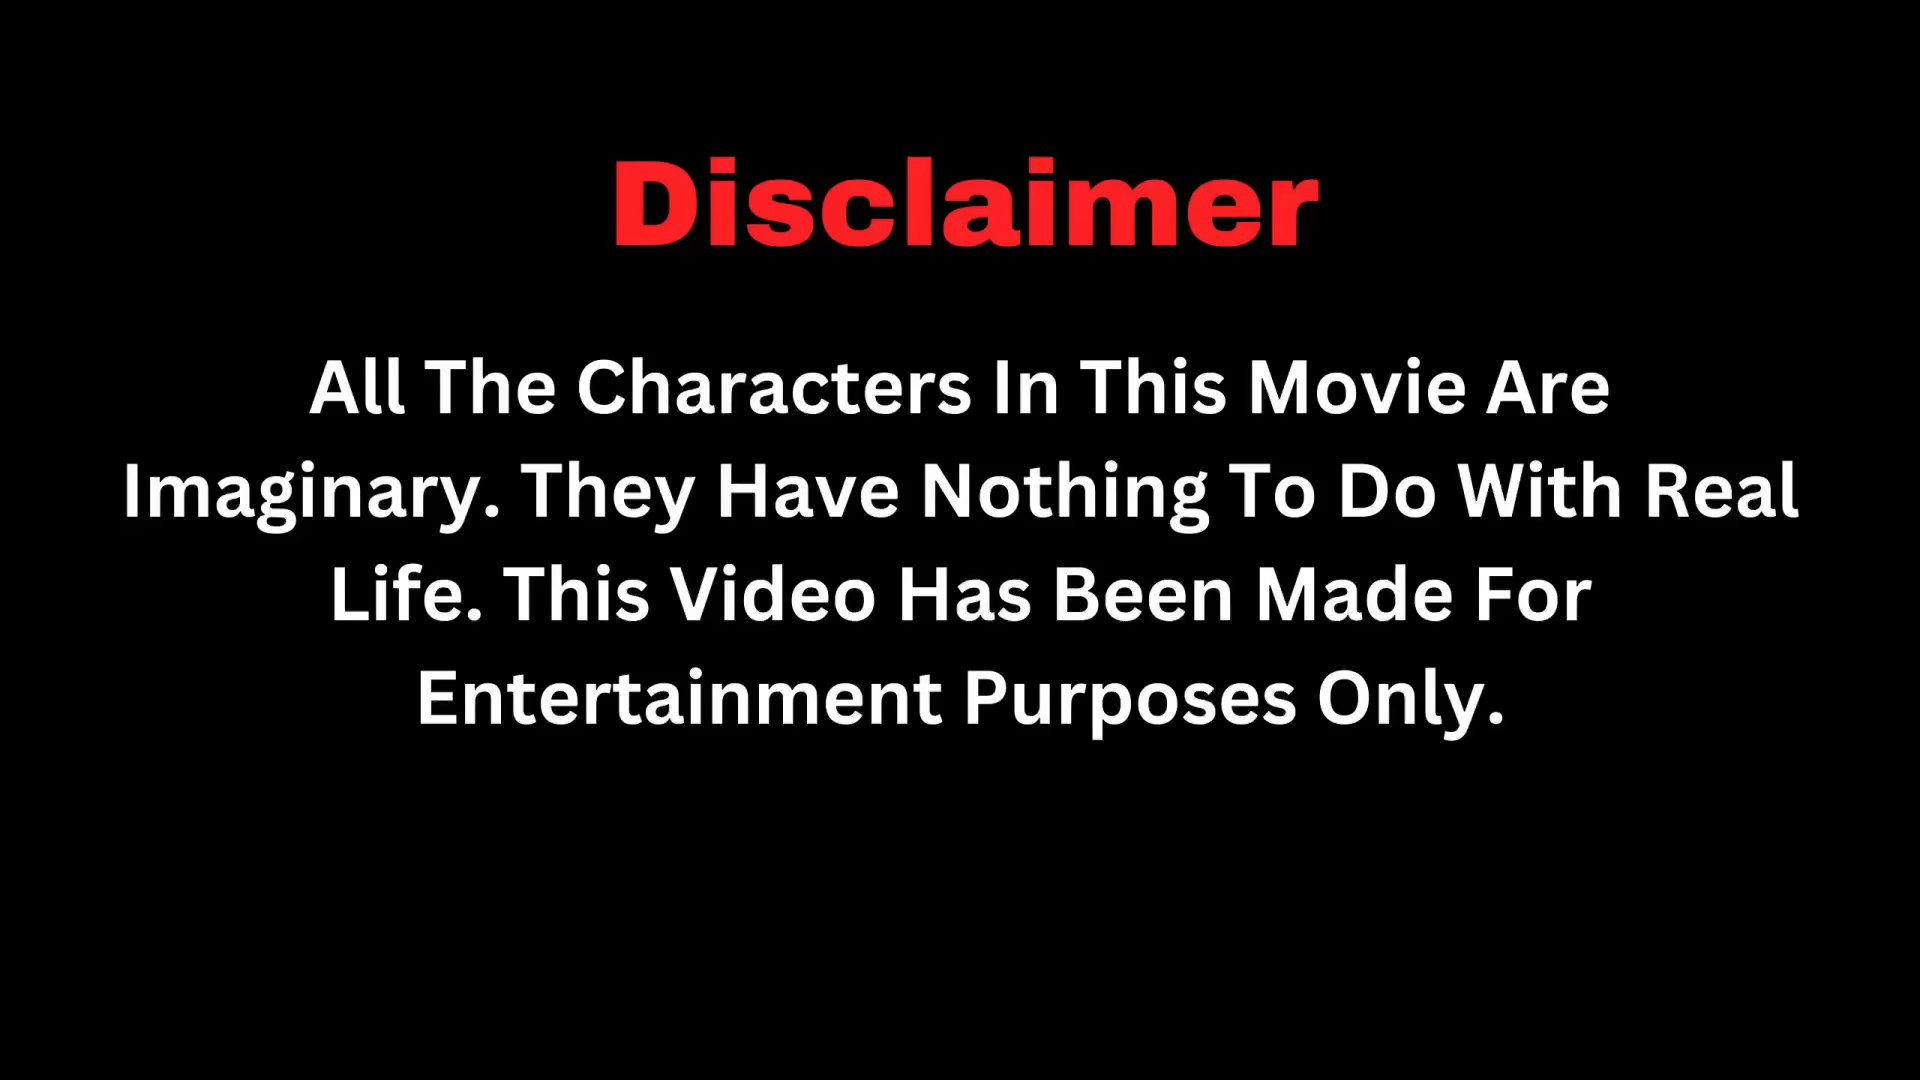 Disclaimer
All The Characters In This Movie Are
Imaginary. They Have Nothing To Do With Real
Life. This Video Has Been Made For
Entertainment Purposes Only.